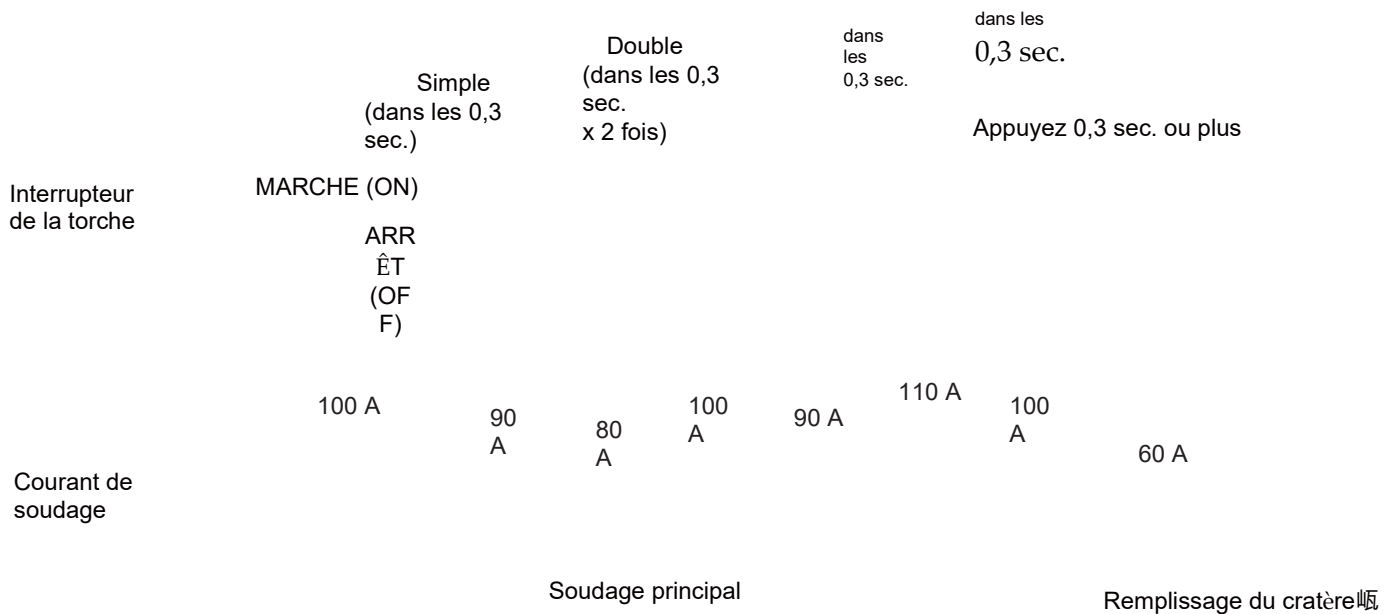 dans les
0,3 sec.
dans
les
0,3 sec.
Double
(dans les 0,3
sec.
x 2 fois)
Simple
(dans les 0,3
sec.)
Appuyez 0,3 sec. ou plus
Interrupteur
de la torche
MARCHE (ON)
ARR
ÊT
(OF
F)
100 A
90
A
80
A
100
A
90 A
110 A
100
A
60 A
Courant de
soudage
Soudage principal
Remplissage du cratère